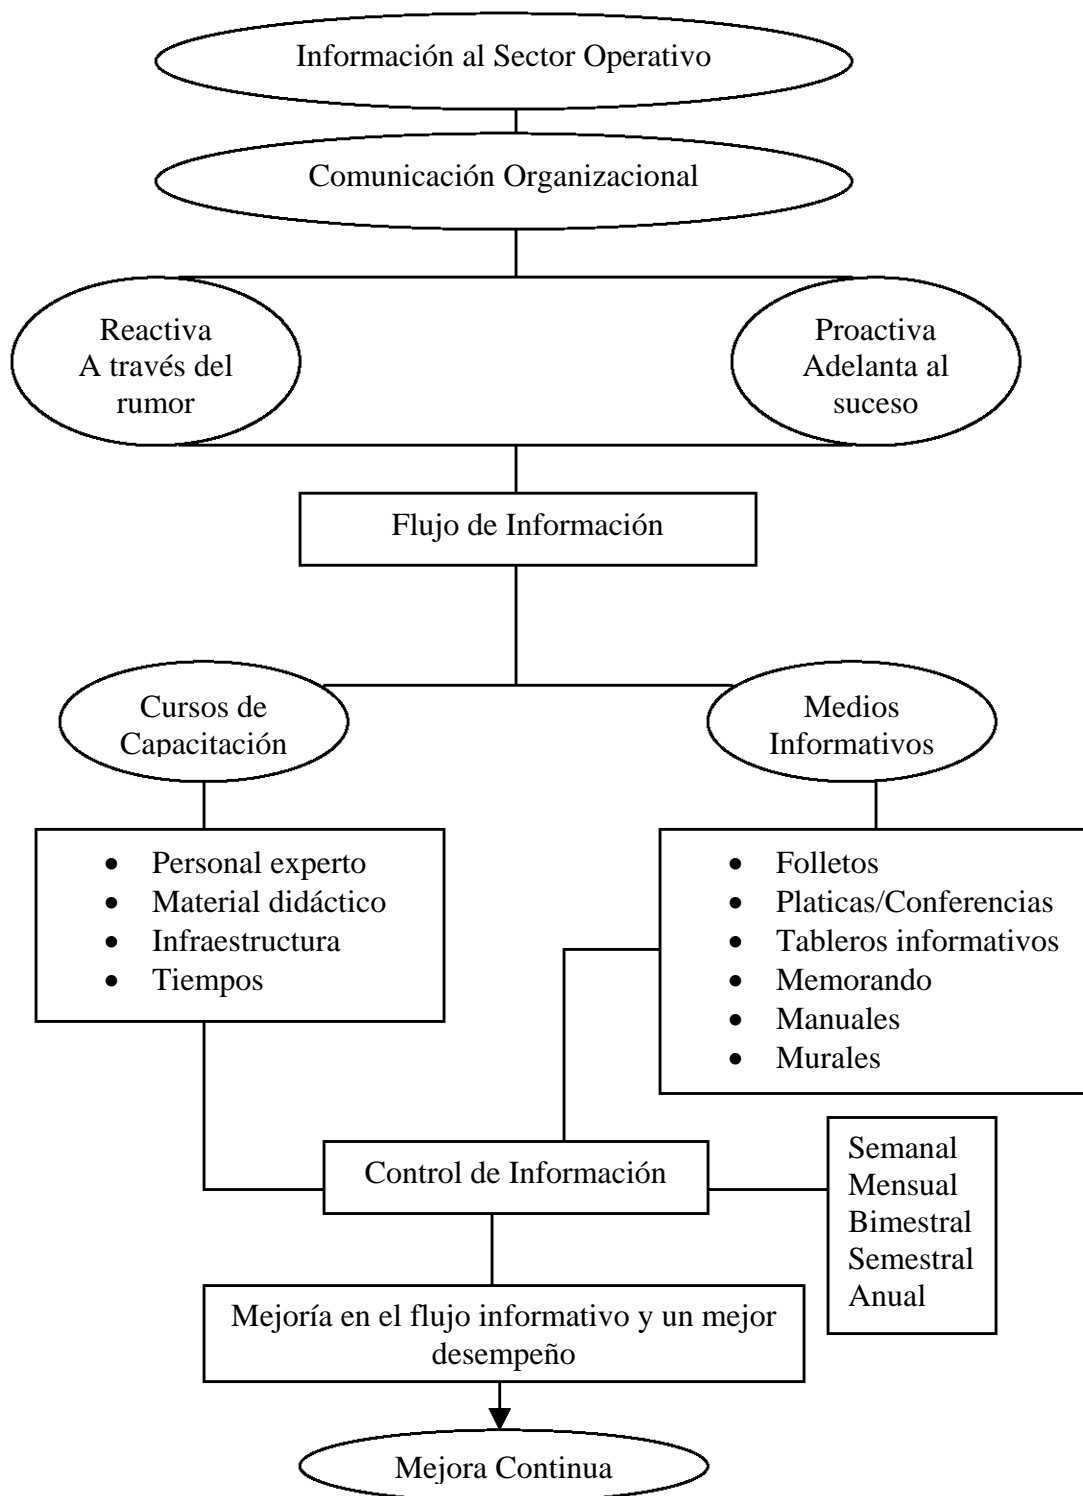 Información al Sector Operativo
Comunicación Organizacional
Reactiva
A través del
rumor
Proactiva
Adelanta al
suceso
Flujo de Información
Cursos de
Capacitación
Medios
Informativos
• Personal experto
• Material didáctico
• Infraestructura
• Tiempos
• Folletos
• Platicas/Conferencias
• Tableros informativos
• Memorando
• Manuales
• Murales
Control de Información
Semanal
Mensual
Bimestral
Semestral
Anual
Mejoría en el flujo informativo y un mejor
desempeño
Mejora Continua